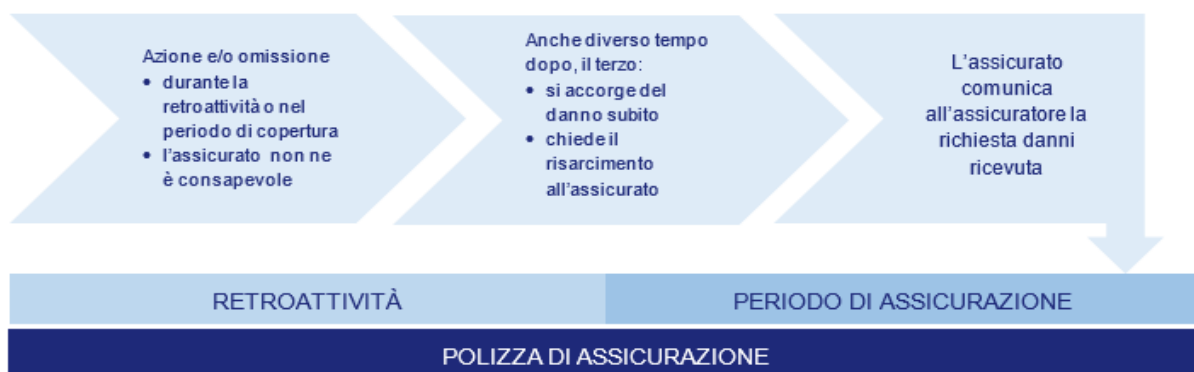 Azione e/o omissione
• durante la
retroattività o nel
periodo di copertura
• l'assicurato non ne
è consapevole
Anche diverso tempo
dopo, il terzo:
• si accorge del
danno subito
• chiede il
risarcimento
all'assicurato
L'assicurato
comunica
all'assicuratore la
richiesta danni
ricevuta
RETROATTIVITÀ
PERIODO DI ASSICURAZIONE
POLIZZA DI ASSICURAZIONE